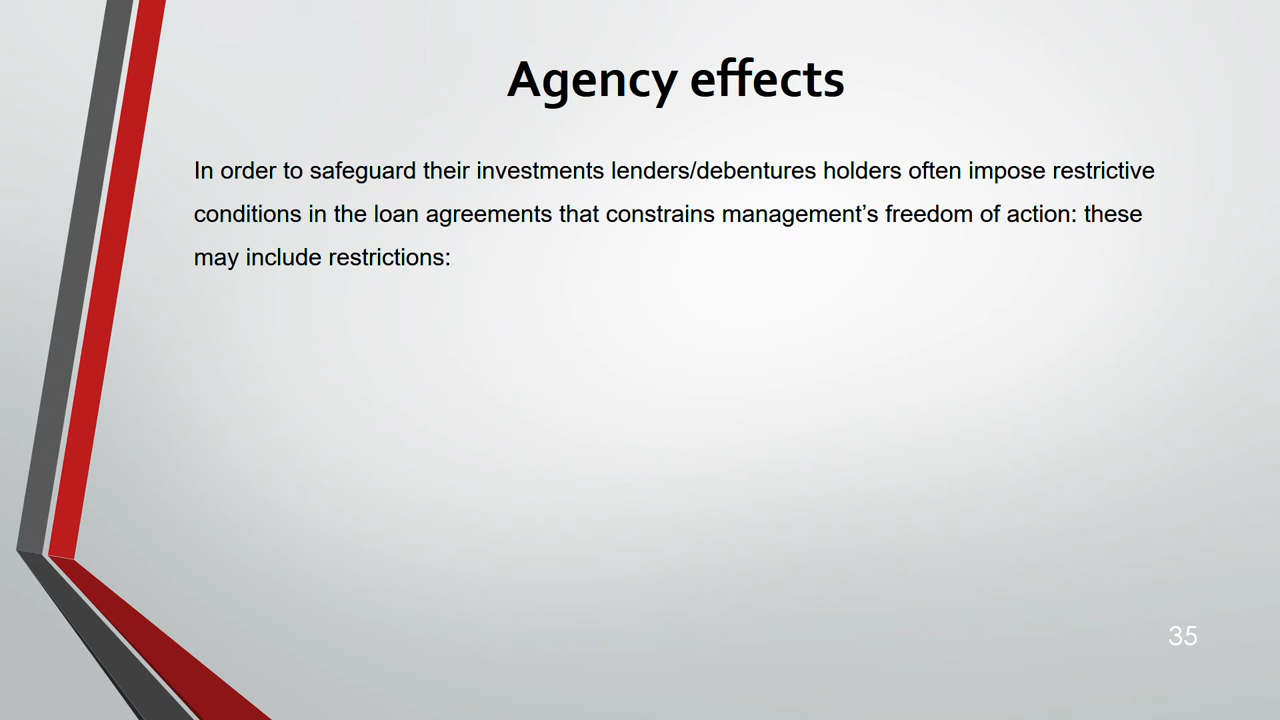 Agency effects
In order to safeguard their investments lenders/debentures holders often impose restrictive
conditions in the loan agreements that constrains management’s freedom of action: these
may include restrictions:
35